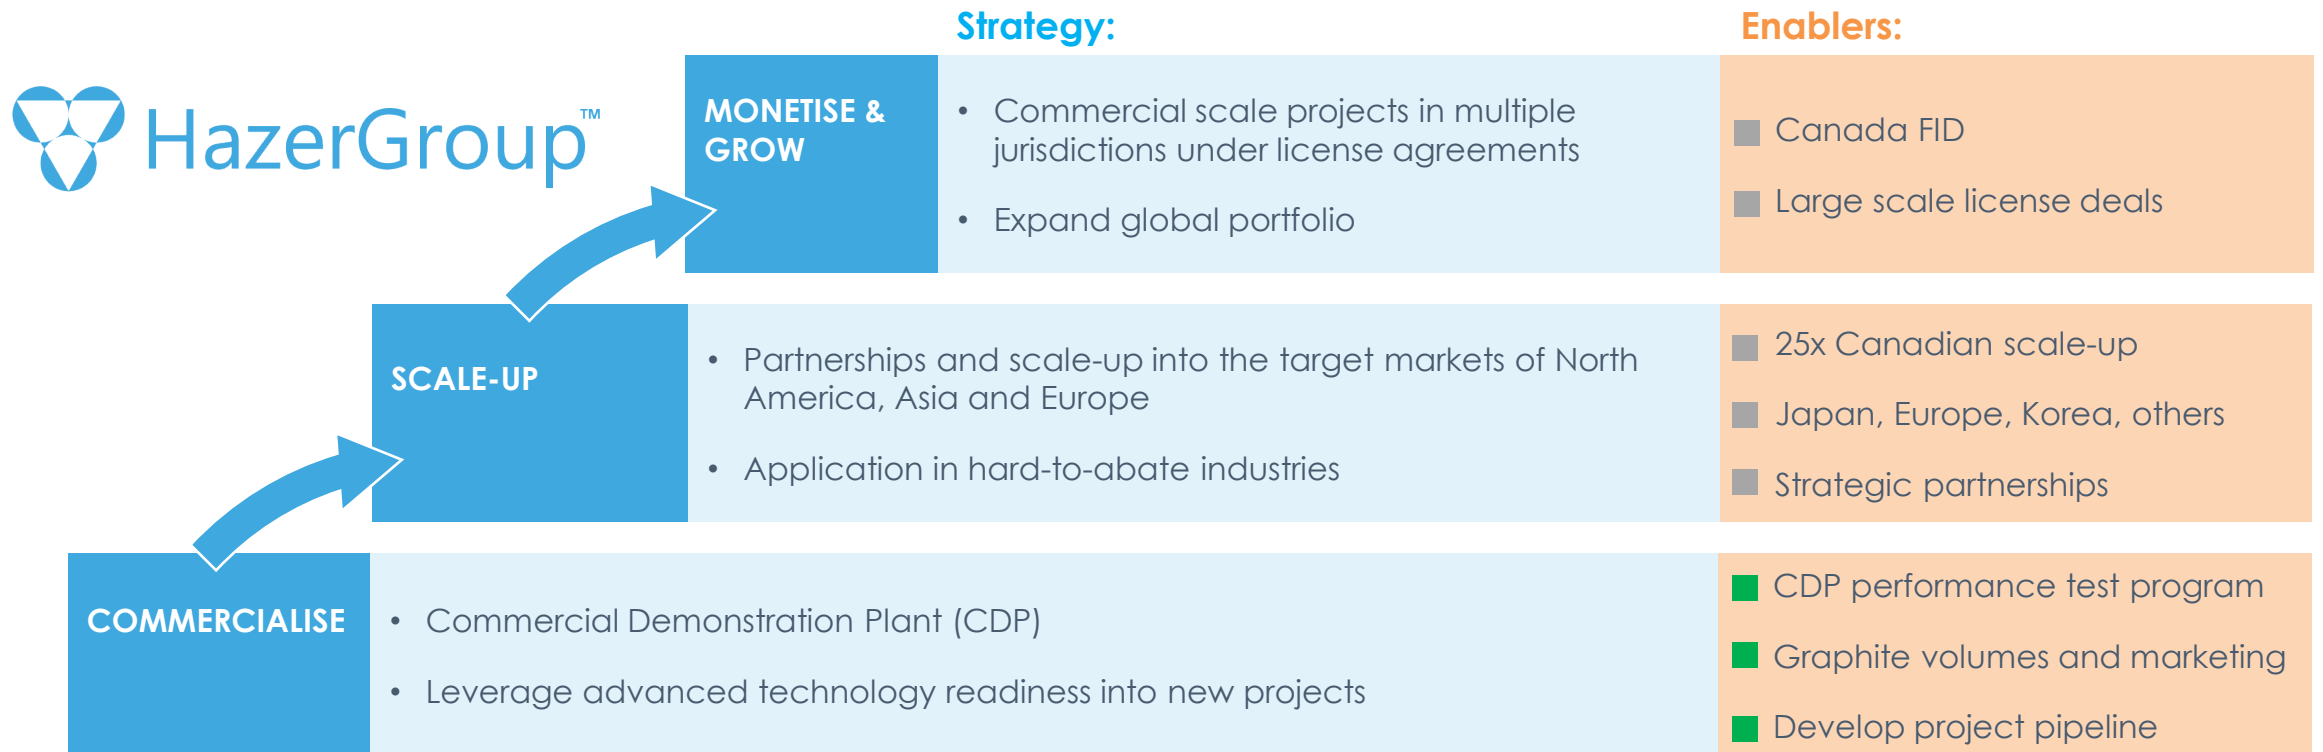 Strategy:
Enablers:
HazerGroup™
MONETISE &
GROW
• Commercial scale projects in multiple
jurisdictions under license agreements
• Expand global portfolio
Canada FID
Large scale license deals
SCALE-UP
• Partnerships and scale-up into the target markets of North
America, Asia and Europe
• Application in hard-to-abate industries
25x Canadian scale-up
Japan, Europe, Korea, others
Strategic partnerships
COMMERCIALISE
• Commercial Demonstration Plant (CDP)
• Leverage advanced technology readiness into new projects
CDP performance test program
Graphite volumes and marketing
Develop project pipeline